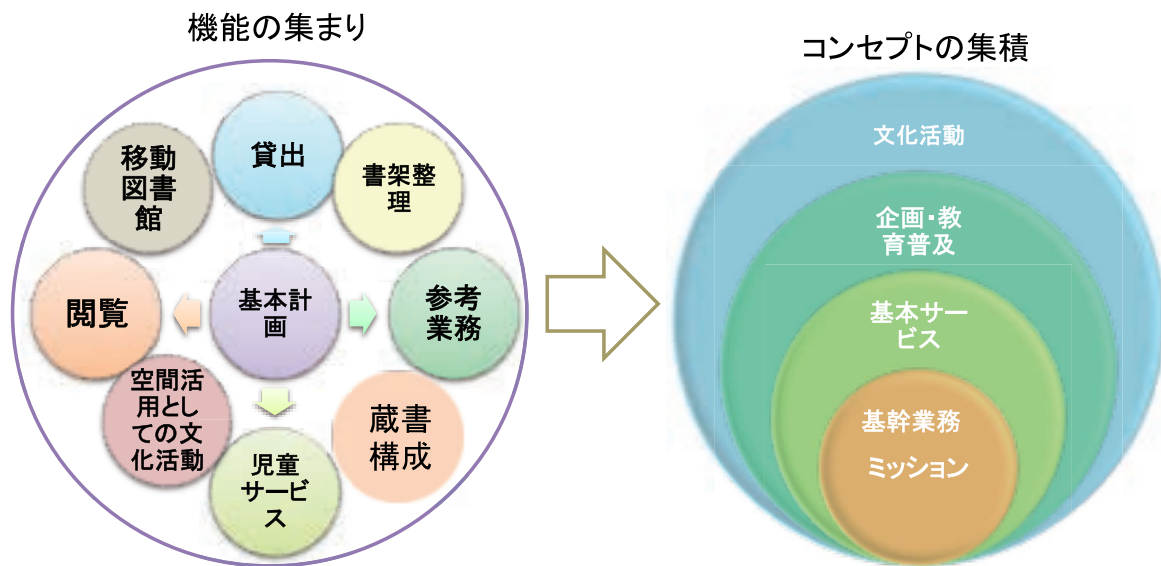 機能の集まり
移動
図書
館
貸出
書架整
理
閲覧
基本計
画
参考
業務
空間活
用とし
ての文
化活動
児童
サービ
ス
蔵書
構成
コンセプトの集積
文化活動
企画・教
育普及
基本サー
ビス
基幹業務
ミッション